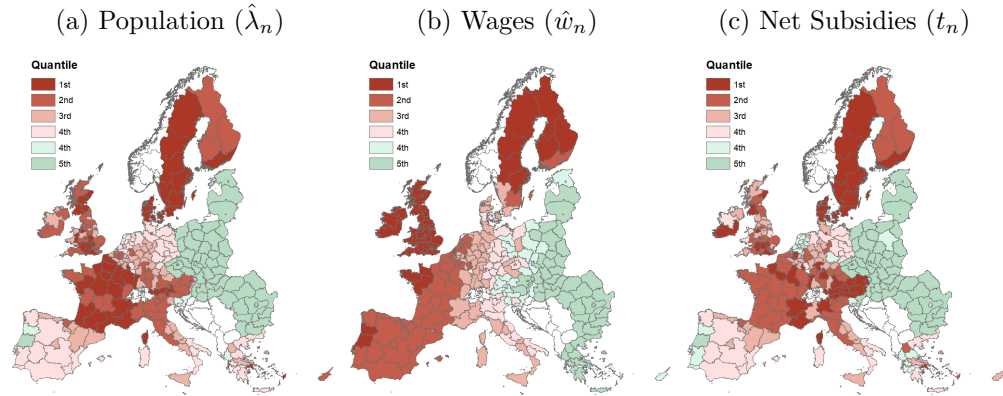 (a) Population (λ̂ₙ)
(b) Wages (ŵₙ)
(c) Net Subsidies (tₙ)
Quantile
1st
2nd
3rd
4th
4th
5th
Quantile
1st
2nd
3rd
4th
4th
5th
Quantile
1st
2nd
3rd
4th
4th
5th